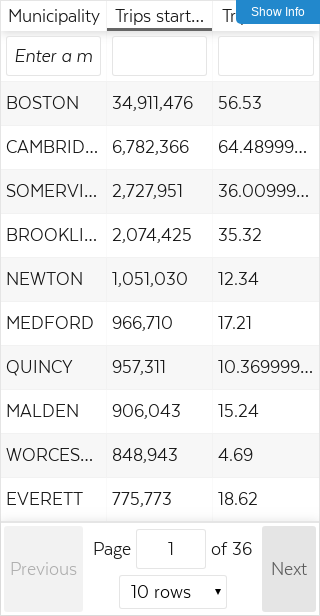 Municipality Trips start... Tr
Show Info
Enter a m
BOSTON 34,911,476 56.53
CAMBRID... 6,782,366 64.48999...
SOMERVI... 2,727,951 36.00999...
BROOKLI... 2,074,425 35.32
NEWTON 1,051,030 12.34
MEDFORD 966,710 17.21
QUINCY 957,311 10.369999...
MALDEN 906,043 15.24
WORCES... 848,943 4.69
EVERETT 775,773 18.62
Previous Page 1 of 36 Next
10 rows